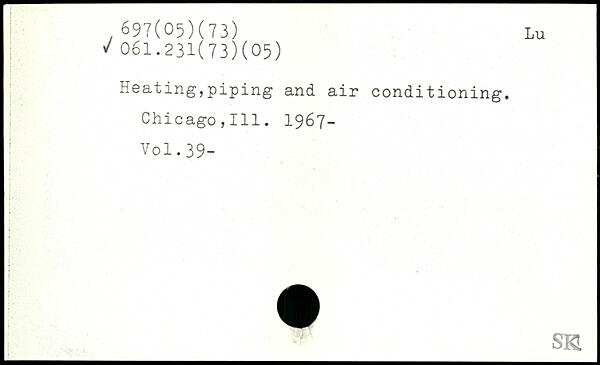 697(05)(73)
Lu
✓ 061.231(73)(05)
Heating,piping and air conditioning.
Chicago,Ill. 1967-
Vol.39-
SK